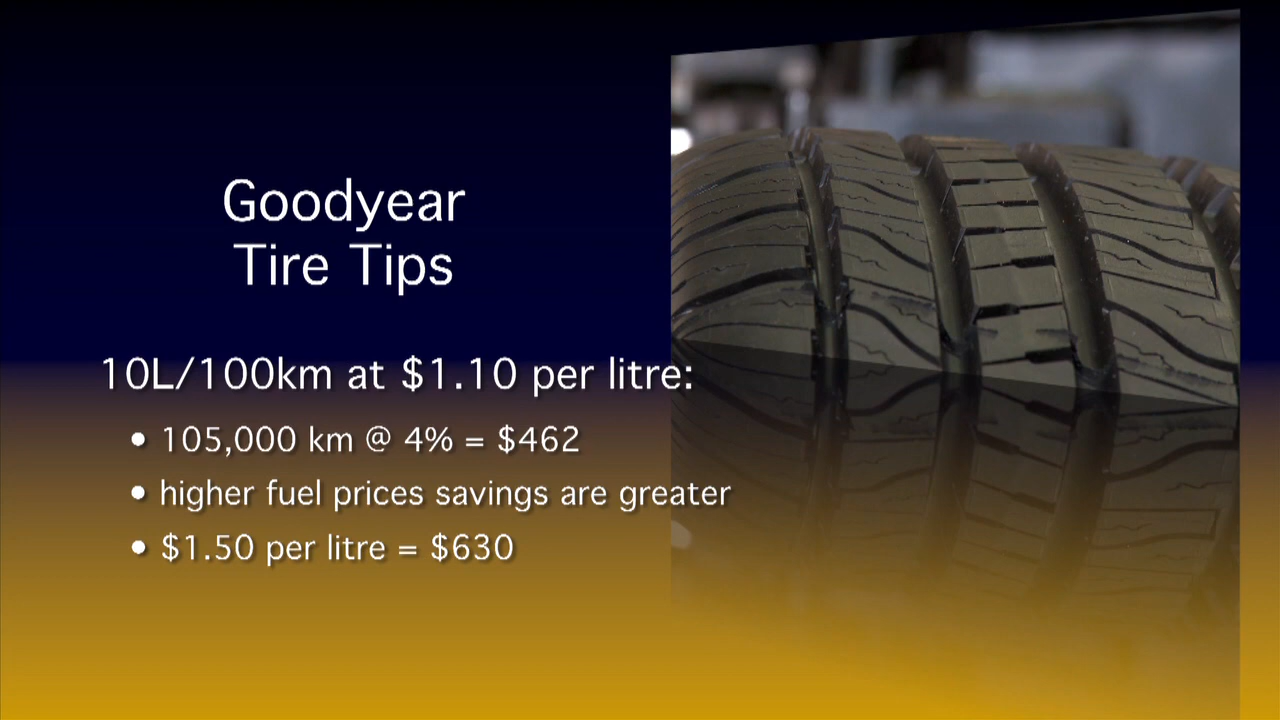 Goodyear
Tire Tips
10L/100km at $1.10 per litre:
• 105,000 km @ 4% = $462
• higher fuel prices savings are greater
• $1.50 per litre = $630